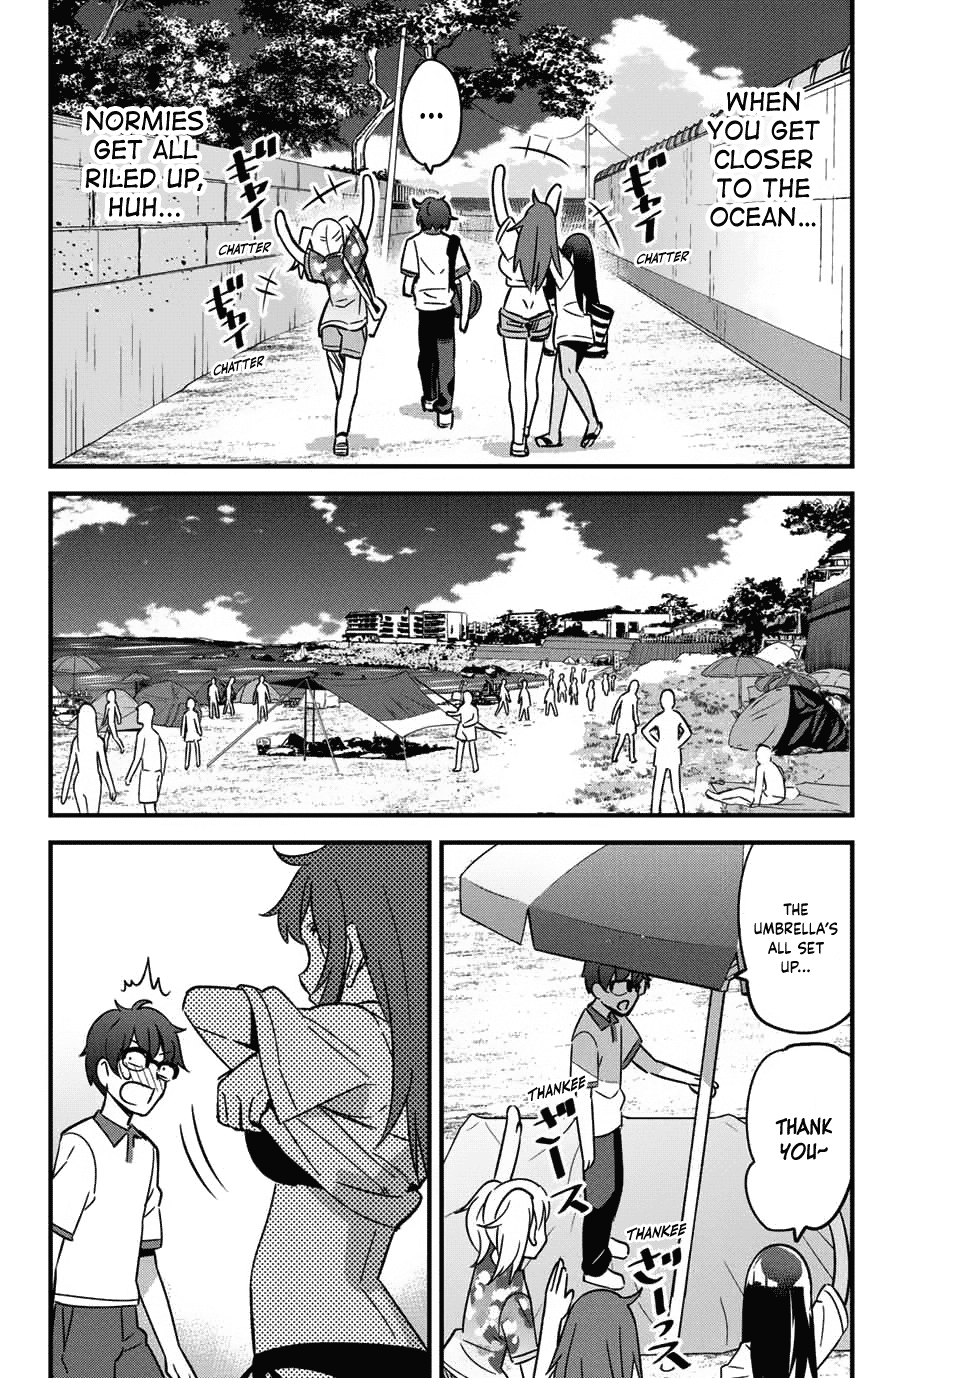 WHEN
YOU GET
CLOSER
TO THE
OCEAN...
ギャイ
CHATTER
...
NORMIES
GET ALL
RILED UP,
HUH...
ギャイ
CHATTER
ギャイ
CHATTER
THE
UMBRELLA'S
ALL SET
UP...
THANK
YOU~
THANKEE
ざーース
THANKEE
ざーっス